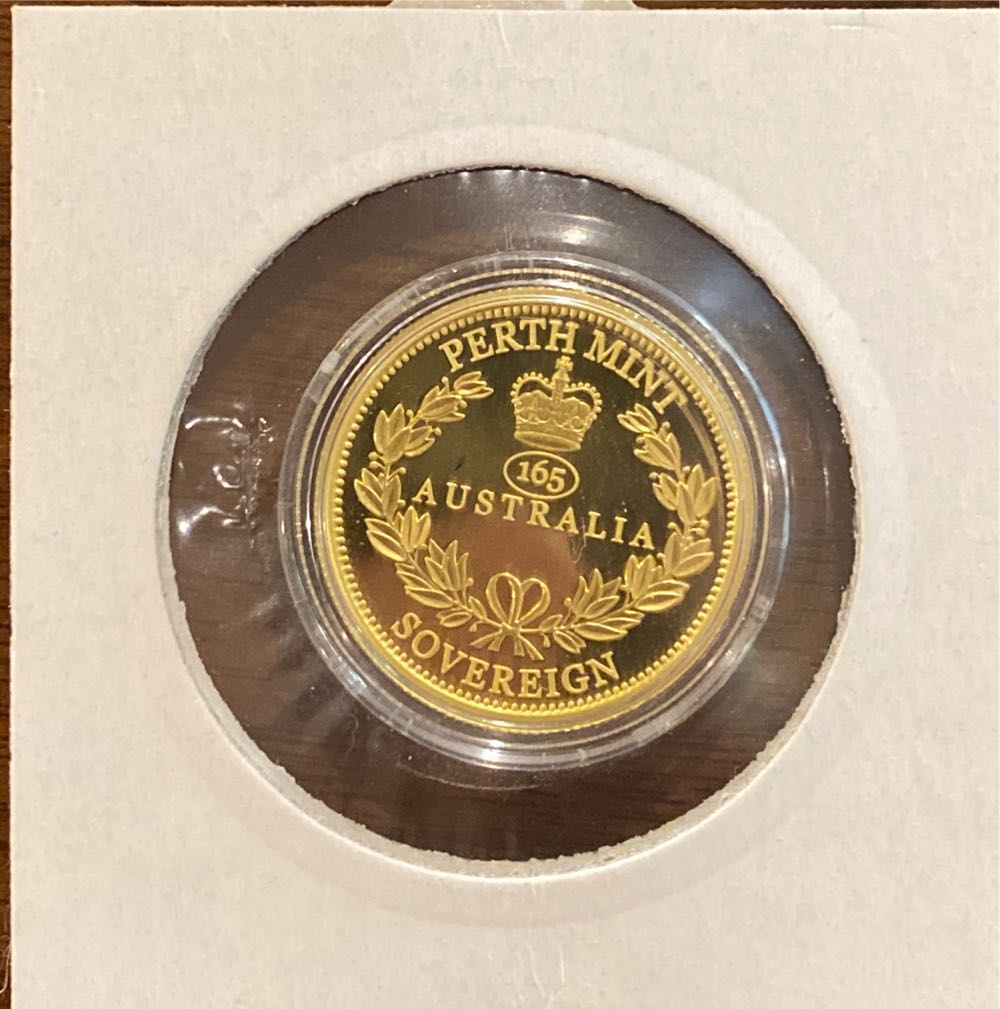 PERTH MINT
165
AUSTRALIA
SOVEREIGN